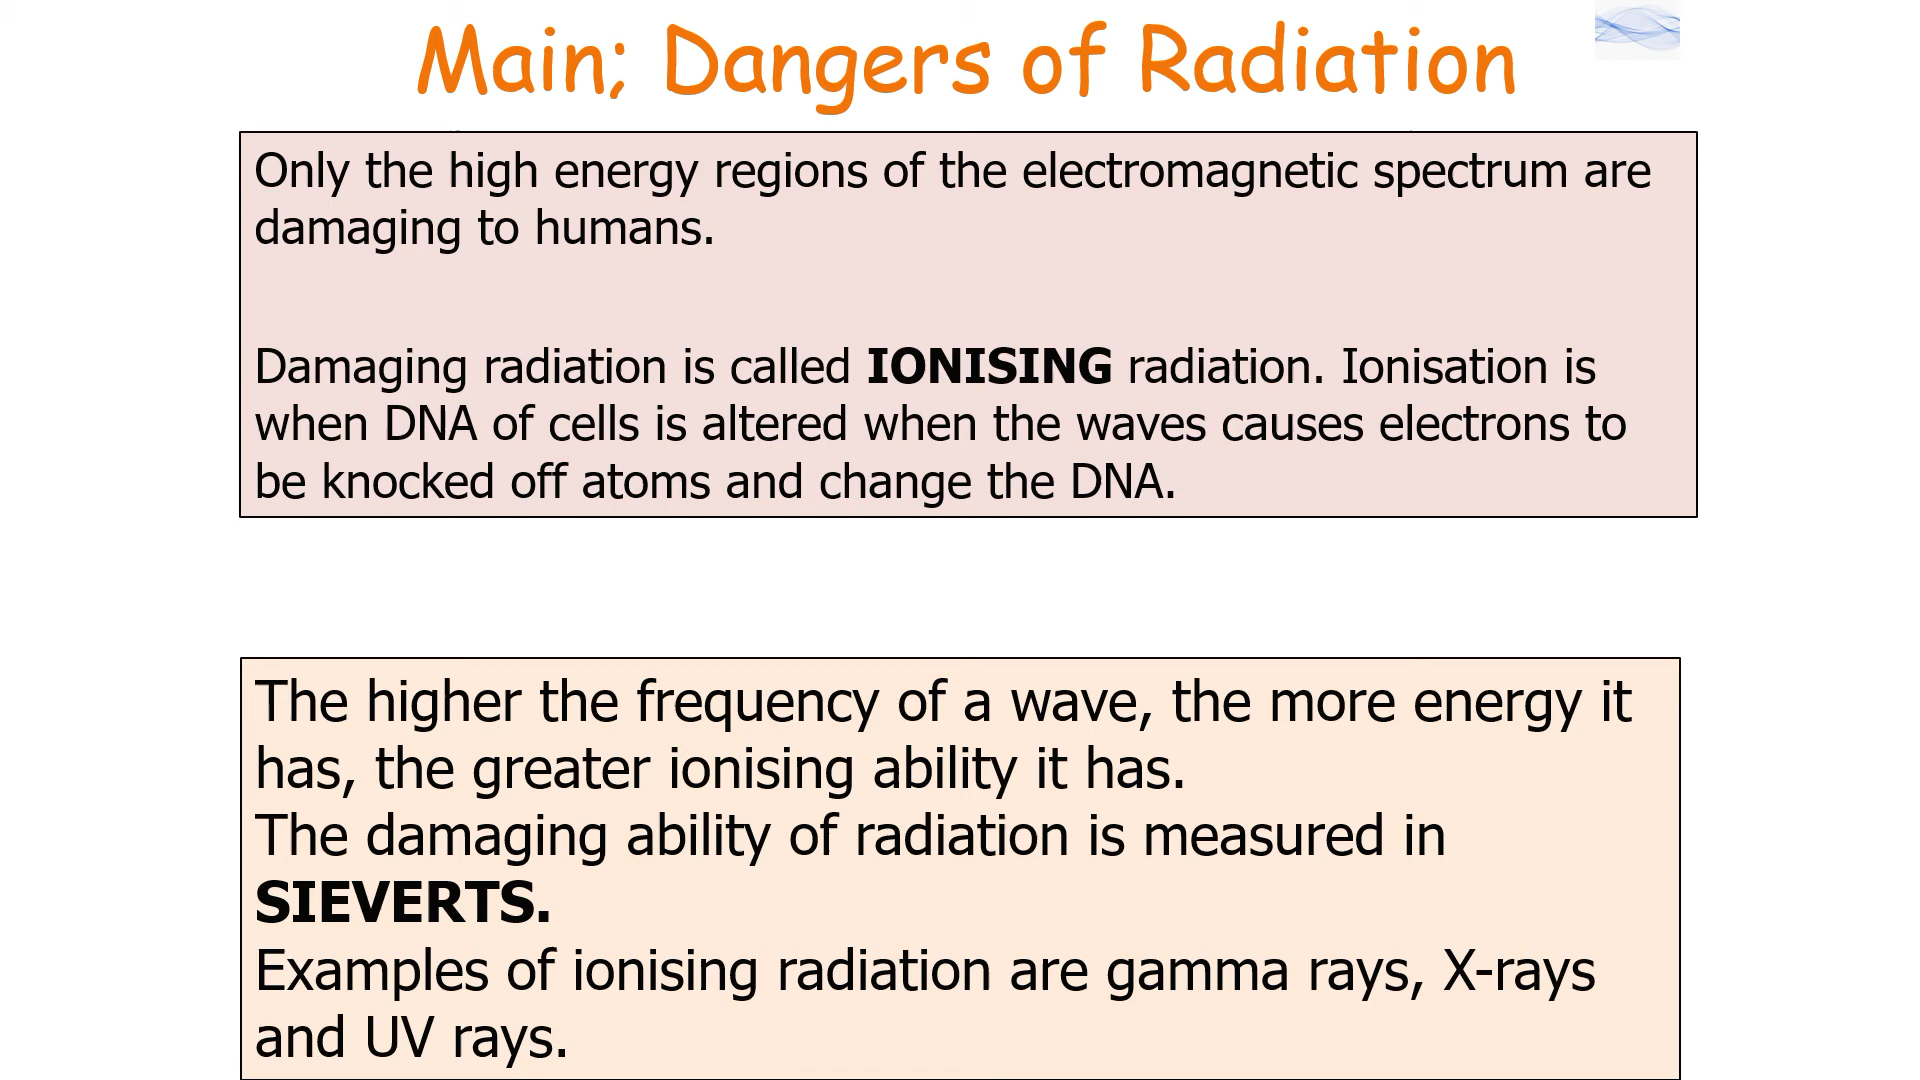 Main; Dangers of Radiation
Only the high energy regions of the electromagnetic spectrum are
damaging to humans.
Damaging radiation is called IONISING radiation. Ionisation is
when DNA of cells is altered when the waves causes electrons to
be knocked off atoms and change the DNA.
The higher the frequency of a wave, the more energy it
has, the greater ionising ability it has.
The damaging ability of radiation is measured in
SIEVERTS.
Examples of ionising radiation are gamma rays, X-rays
and UV rays.